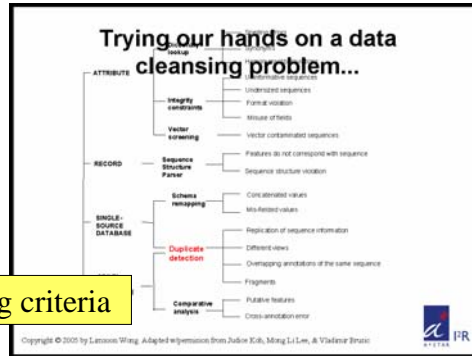 Trying our hands on a data
cleansing problem...
lookup
ATTRIBUTE
Uninformative sequences
Undersized sequences
Integrity
constraints
Format violation
Misuse of fields
Vector
screening
Vector contaminated sequences
RECORD
Sequence
Structure
Parser
Features do not correspond with sequence
Sequence structure violation
Schema
remapping
Concatenated values
Mis-fielded values
SINGLE-
SOURCE
DATABASE
Replication of sequence information
Duplicate
detection
Different views
Overlapping annotations of the same sequence
Fragments
g criteria
Comparative
analysis
Putative features
Cross-annotation error
Copyright © 2005 by Limsoon Wong. Adapted w/permission from Judice Koh, Mong Li Lee, & Vladimir Brusic
I²R